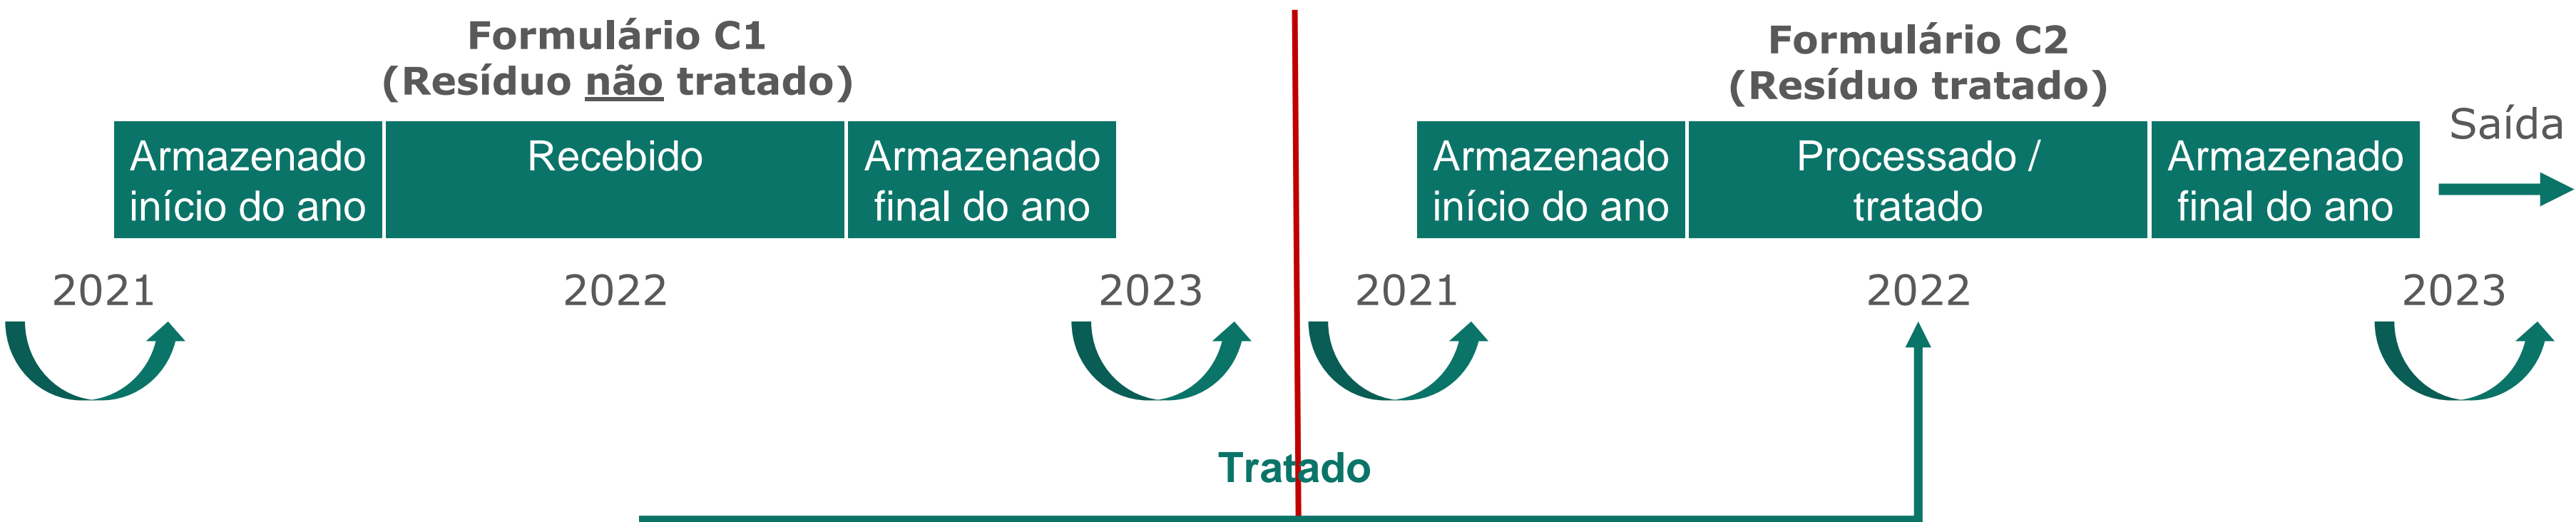 Formulário C1
(Resíduo não tratado)
Armazenado
início do ano
Recebido
Armazenado
final do ano
2021
2022
2023
Formulário C2
(Resíduo tratado)
Armazenado
início do ano
Processado /
tratado
Armazenado
final do ano
Saída
2021
2022
2023
Tratado